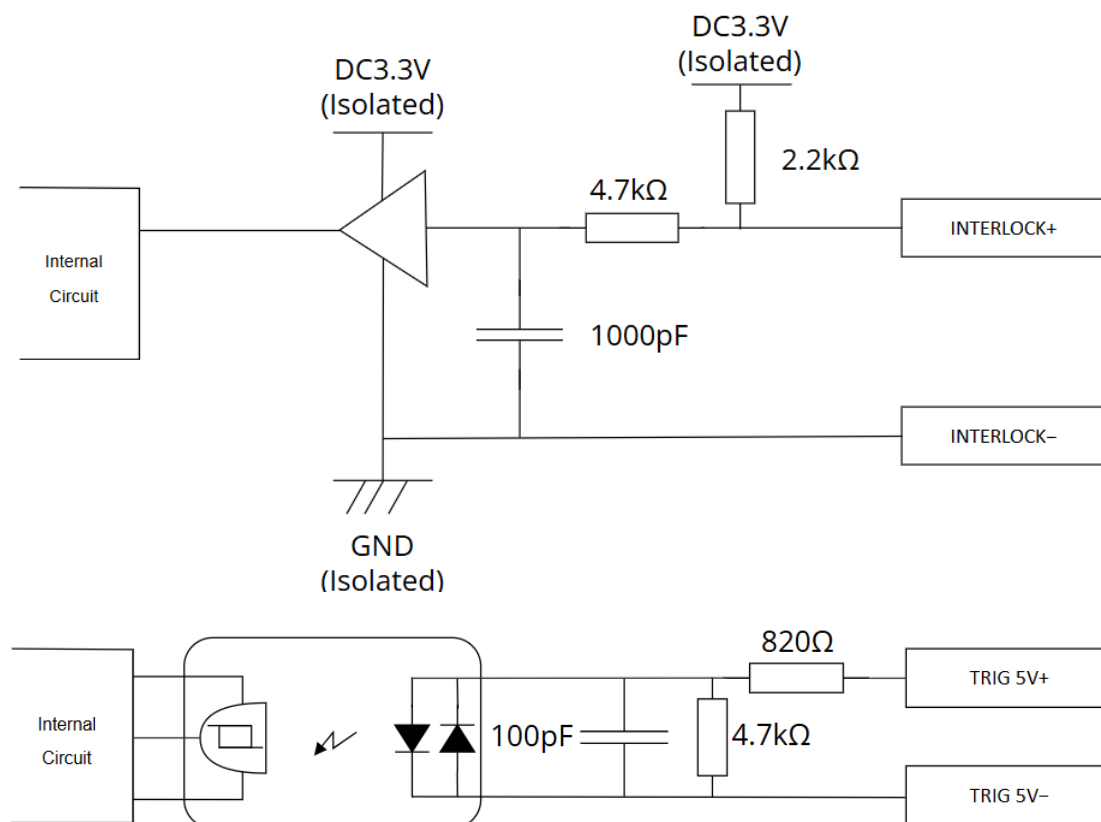 DC3.3V
(Isolated)
DC3.3V
(Isolated)
2.2kΩ
4.7kΩ
INTERLOCK+
Internal
Circuit
1000pF
INTERLOCK−
GND
(Isolated)
820Ω
TRIG 5V+
Internal
Circuit
100pF
4.7kΩ
TRIG 5V−